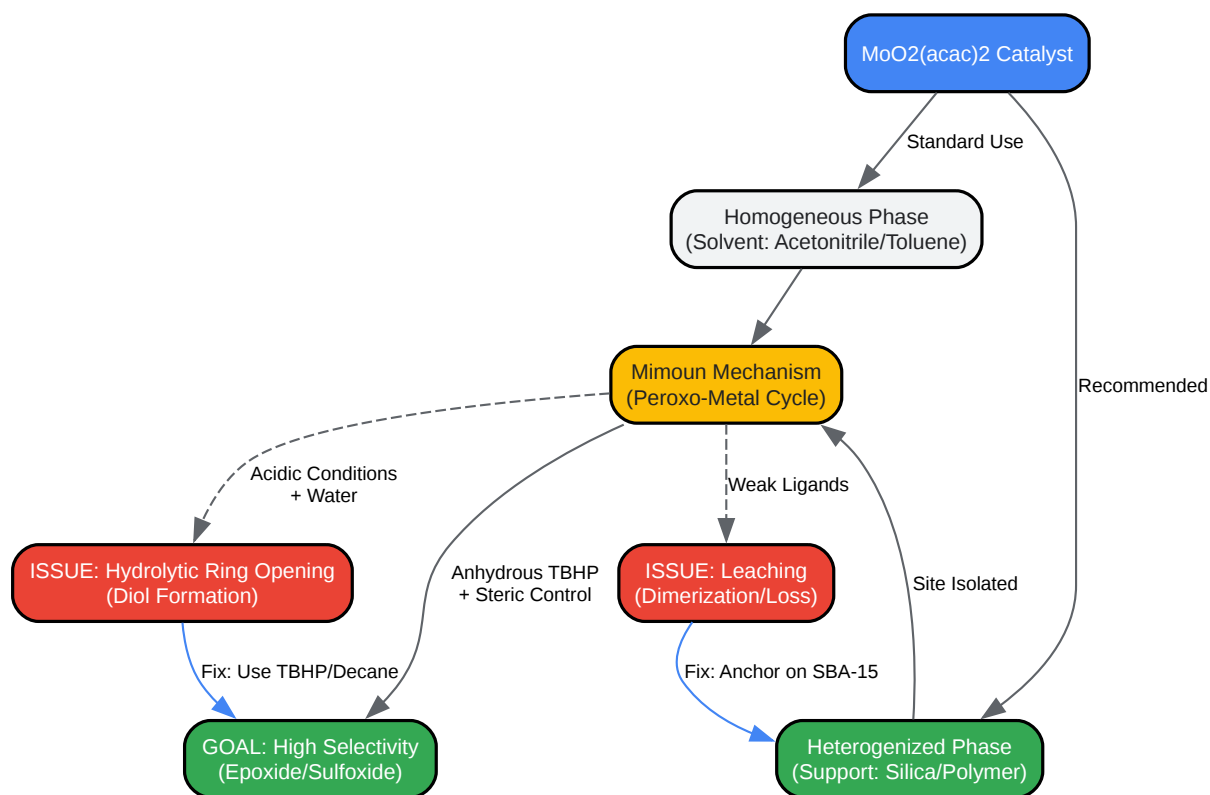 MoO2(acac)2 Catalyst
Standard Use
Homogeneous Phase
(Solvent: Acetonitrile/Toluene)
Mimoun Mechanism
(Peroxo-Metal Cycle)
Recommended
Acidic Conditions
+ Water
Weak Ligands
ISSUE: Hydrolytic Ring Opening
(Diol Formation)
Anhydrous TBHP
+ Steric Control
ISSUE: Leaching
(Dimerization/Loss)
Site Isolated
Fix: Use TBHP/Decane
Fix: Anchor on SBA-15
GOAL: High Selectivity
(Epoxide/Sulfoxide)
Heterogenized Phase
(Support: Silica/Polymer)